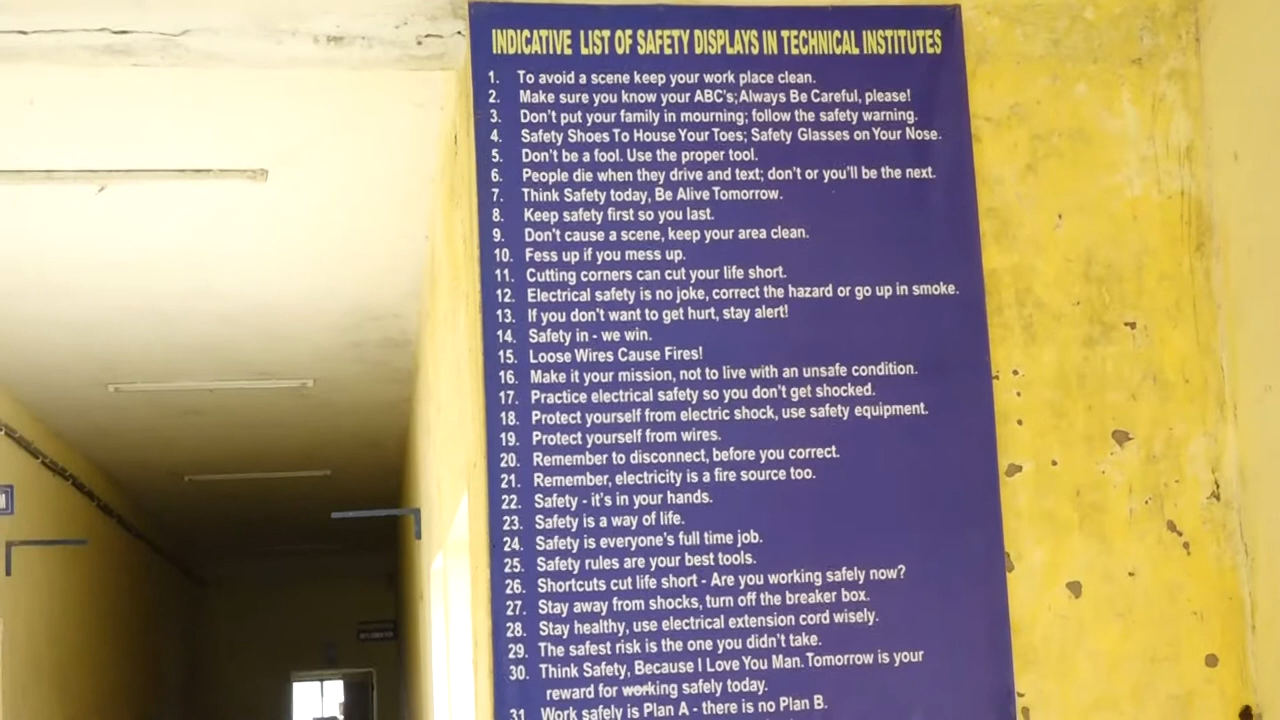 INDICATIVE LIST OF SAFETY DISPLAYS IN TECHNICAL INSTITUTES
1. To avoid a scene keep your work place clean.
2. Make sure you know your ABC's;Always Be Careful, please!
3. Don't put your family in mourning; follow the safety warning.
4. Safety Shoes To House Your Toes; Safety Glasses on Your Nose.
5. Don't be a fool. Use the proper tool.
6. People die when they drive and text; don't or you'll be the next.
7. Think Safety today, Be Alive Tomorrow.
8. Keep safety first so you last.
9. Don't cause a scene, keep your area clean.
10. Fess up if you mess up.
11. Cutting corners can cut your life short.
12. Electrical safety is no joke, correct the hazard or go up in smoke.
13. If you don't want to get hurt, stay alert!
14. Safety in - we win.
15. Loose Wires Cause Fires!
16. Make it your mission, not to live with an unsafe condition.
17. Practice electrical safety so you don't get shocked.
18. Protect yourself from electric shock, use safety equipment.
19. Protect yourself from wires.
20. Remember to disconnect, before you correct.
21. Remember, electricity is a fire source too.
22. Safety - it's in your hands.
23. Safety is a way of life.
24. Safety is everyone's full time job.
25. Safety rules are your best tools.
26. Shortcuts cut life short - Are you working safely now?
27. Stay away from shocks, turn off the breaker box.
28. Stay healthy, use electrical extension cord wisely.
29. The safest risk is the one you didn't take.
30. Think Safety, Because I Love You Man. Tomorrow is your
reward for working safely today.
31. Work safely is Plan A - there is no Plan B.